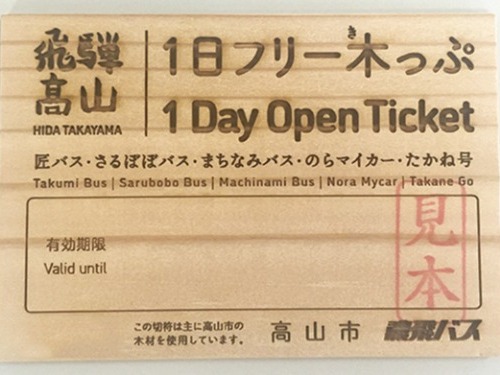 飛騨
高山
HIDA TAKAYAMA
き
1日フリー木っぷ
1 Day Open Ticket
匠バス・さるぼぼバス・まちなみバス・のらマイカー・たかね号
Takumi Bus | Sarubobo Bus | Machinami Bus | Nora Mycar | Takane Go
有効期限
Valid until
見本
この切符は主に高山市の
木材を使用しています。
高山市
濃飛バス